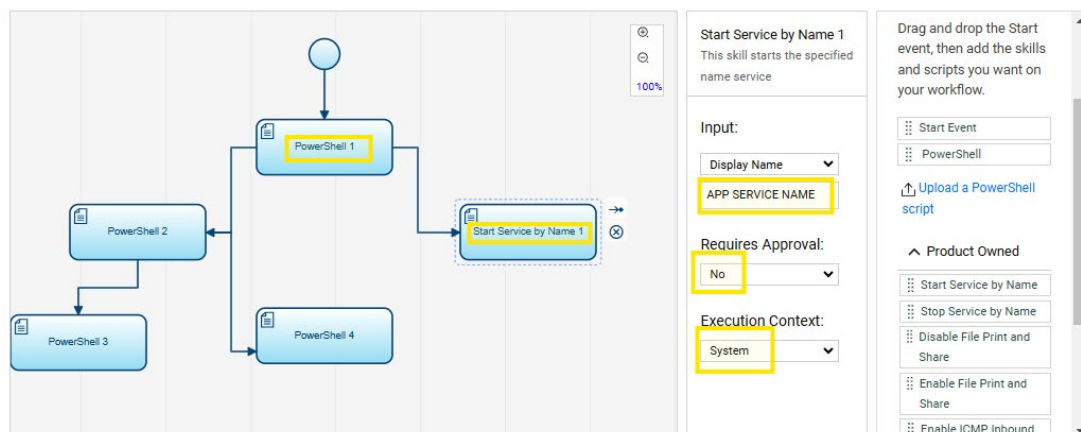 100%
PowerShell 1
PowerShell 2
Start Service by Name 1
PowerShell 3
PowerShell 4
Start Service by Name 1
This skill starts the specified
name service
Input:
Display Name
APP SERVICE NAME
Requires Approval:
No
Execution Context:
System
Drag and drop the Start
event, then add the skills
and scripts you want on
your workflow.
Start Event
PowerShell
Upload a PowerShell
script
Product Owned
Start Service by Name
Stop Service by Name
Disable File Print and
Share
Enable File Print and
Share
Enable ICMP Inbound